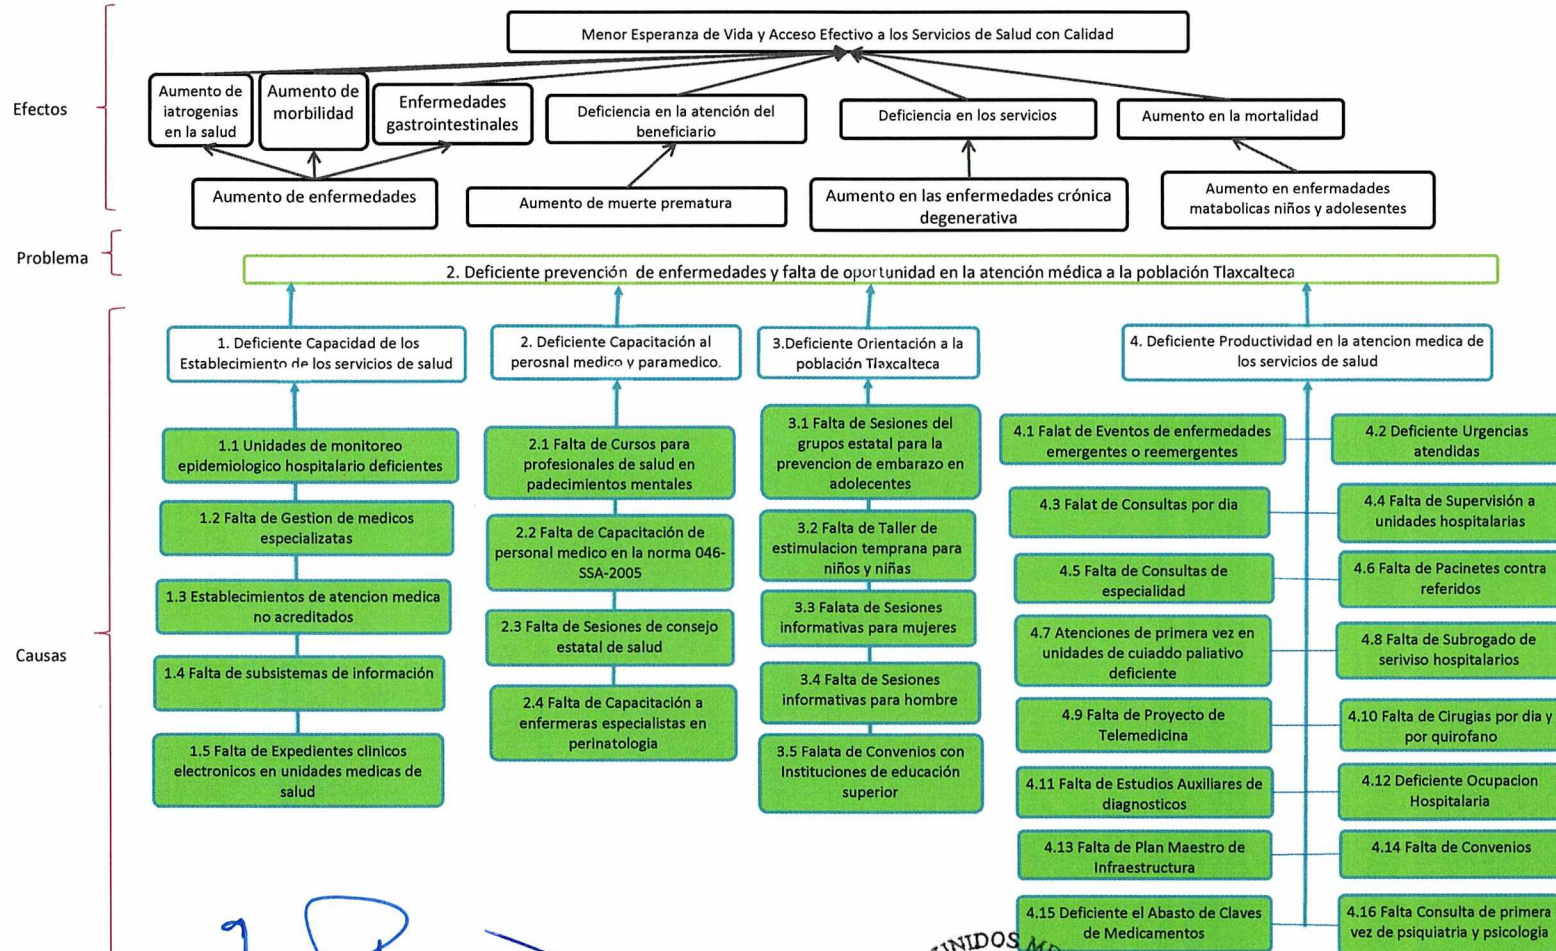 Menor Esperanza de Vida y Acceso Efectivo a los Servicios de Salud con Calidad
Efectos
Aumento de
iatrogenias
en la salud
Aumento de
morbilidad
Enfermedades
gastrointestinales
Deficiencia en la atención del
beneficiario
Deficiencia en los servicios
Aumento en la mortalidad
Aumento de enfermedades
Aumento de muerte prematura
Aumento en las enfermedades crónica
degenerativa
Aumento en enfermadades
matabolicas niños y adolesentes
Problema
2. Deficiente prevención de enfermedades y falta de oportunidad en la atención médica a la población Tlaxcalteca
Causas
1. Deficiente Capacidad de los
Establecimiento de los servicios de salud
1.1 Unidades de monitoreo
epidemiologico hospitalario deficientes
1.2 Falta de Gestion de medicos
especializatas
1.3 Establecimientos de atencion medica
no acreditados
1.4 Falta de subsistemas de información
1.5 Falta de Expedientes clinicos
electronicos en unidades medicas de
salud
2. Deficiente Capacitación al
perosnal medico y paramedico.
2.1 Falta de Cursos para
profesionales de salud en
padecimientos mentales
2.2 Falta de Capacitación de
personal medico en la norma 046-
SSA-2005
2.3 Falta de Sesiones de consejo
estatal de salud
2.4 Falta de Capacitación a
enfermeras especialistas en
perinatologia
3.Deficiente Orientación a la
población Tlaxcalteca
3.1 Falta de Sesiones del
grupos estatal para la
prevencion de embarazo en
adolecentes
3.2 Falta de Taller de
estimulacion temprana para
niños y niñas
3.3 Falata de Sesiones
informativas para mujeres
3.4 Falta de Sesiones
informativas para hombre
3.5 Falata de Convenios con
Instituciones de educación
superior
4. Deficiente Productividad en la atencion medica de
los servicios de salud
4.1 Falat de Eventos de enfermedades
emergentes o reemergentes
4.2 Deficiente Urgencias
atendidas
4.3 Falat de Consultas por dia
4.4 Falta de Supervisión a
unidades hospitalarias
4.5 Falta de Consultas de
especialidad
4.6 Falta de Pacinetes contra
referidos
4.7 Atenciones de primera vez en
unidades de cuiaddo paliativo
deficiente
4.8 Falta de Subrogado de
seriviso hospitalarios
4.9 Falta de Proyecto de
Telemedicina
4.10 Falta de Cirugias por dia y
por quirofano
4.11 Falta de Estudios Auxiliares de
diagnosticos
4.12 Deficiente Ocupacion
Hospitalaria
4.13 Falta de Plan Maestro de
Infraestructura
4.14 Falta de Convenios
4.15 Deficiente el Abasto de Claves
de Medicamentos
4.16 Falta Consulta de primera
vez de psiquiatria y psicologia
UNIDOS